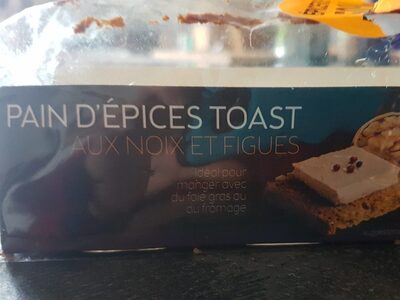 PAIN D'ÉPICES TOAST
AUX NOIX ET FIGUES
Idéal pour
manger avec
du foie gras ou
du fromage